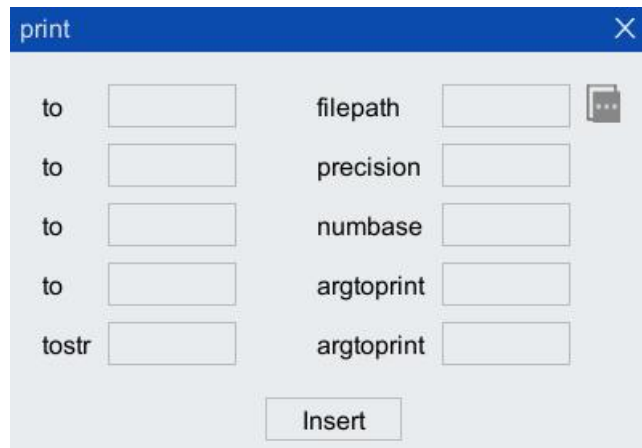 print
to filepath
to precision
to numbase
to argtoprint
tostr argtoprint
Insert